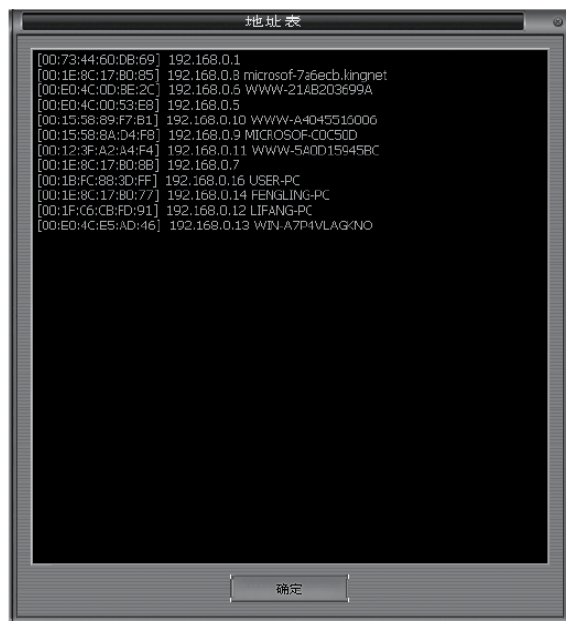 地址表
[00:73:44:60:DB:69] 192.168.0.1
[00:1E:8C:17:B0:85] 192.168.0.8 microsof-7a6ecb.kingnet
[00:E0:4C:0D:BE:2C] 192.168.0.6 WWW-21AB203699A
[00:E0:4C:00:53:E8] 192.168.0.5
[00:15:58:89:F7:B1] 192.168.0.10 WWW-A4045516006
[00:15:58:8A:D4:F8] 192.168.0.9 MICROSOF-C0C50D
[00:12:3F:A2:A4:F4] 192.168.0.11 WWW-5A0D15945BC
[00:1E:8C:17:B0:8B] 192.168.0.7
[00:1B:FC:88:3D:FF] 192.168.0.16 USER-PC
[00:1E:8C:17:B0:77] 192.168.0.14 FENGLING-PC
[00:1F:C6:CB:FD:91] 192.168.0.12 LIFANG-PC
[00:E0:4C:E5:AD:46] 192.168.0.13 WIN-A7P4VLAGKNO
确定